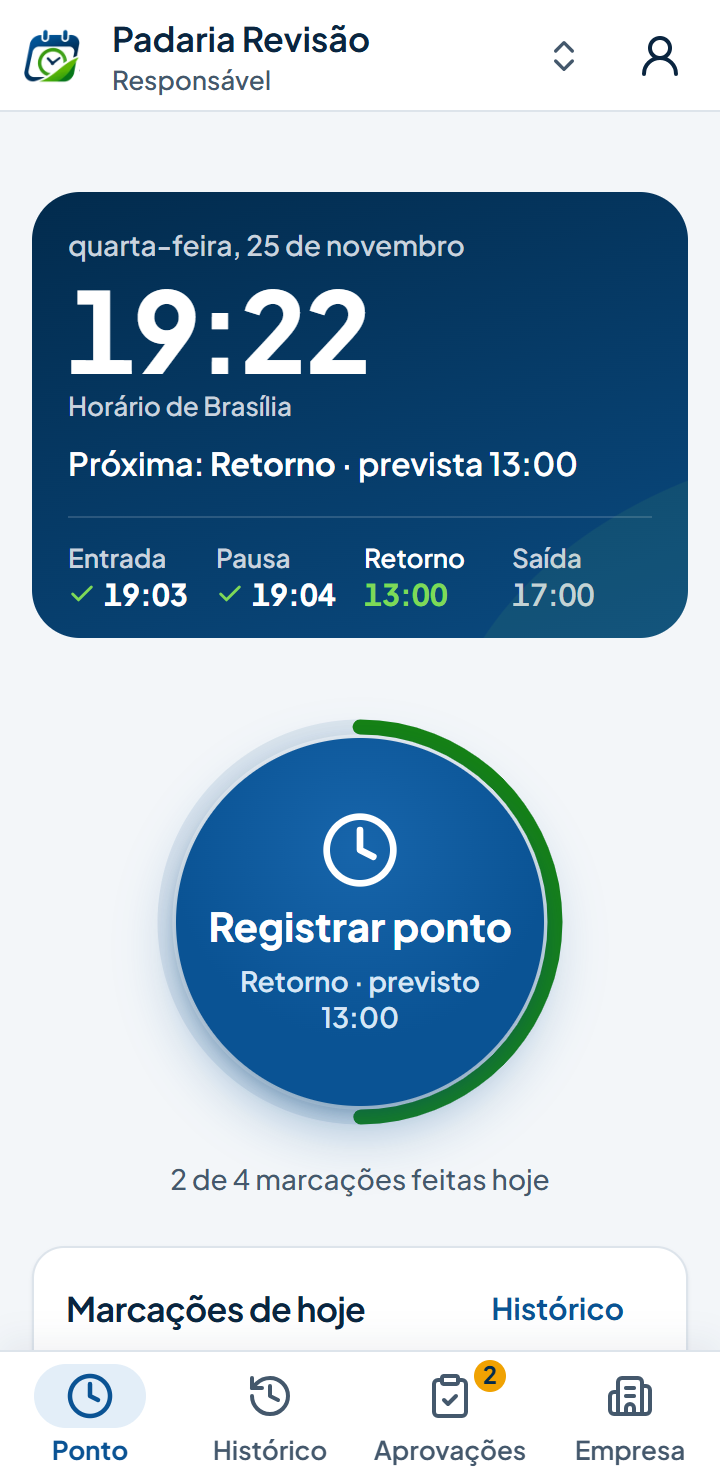 Padaria Revisão
Responsável
quarta-feira, 25 de novembro
19:22
Horário de Brasília
Próxima: Retorno · prevista 13:00
Entrada Pausa Retorno Saída
19:03 19:04 13:00 17:00
Registrar ponto
Retorno · previsto
13:00
2 de 4 marcações feitas hoje
Marcações de hoje Histórico
2
Ponto Histórico Aprovações Empresa